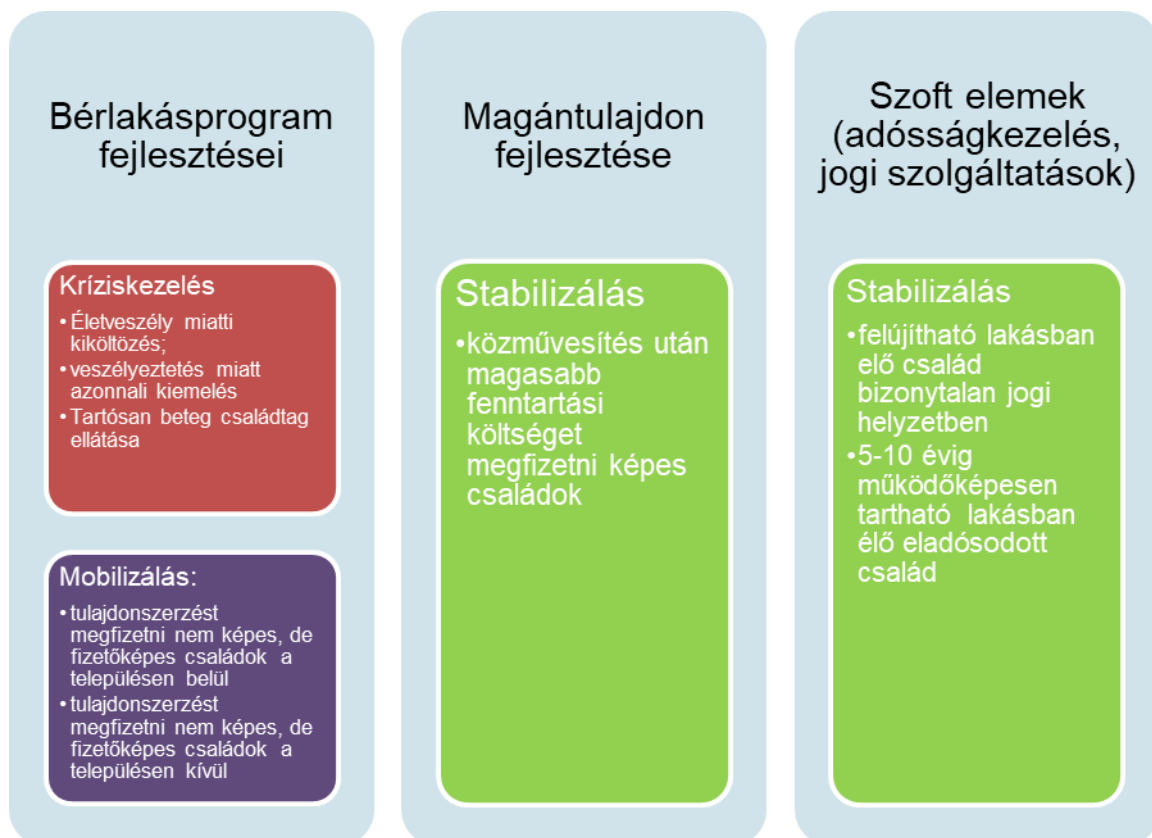 Bérlakásprogram
fejlesztései
Kríziskezelés
• Életveszély miatti
kiköltözés;
• veszélyeztetés miatt
azonnali kiemelés
• Tartósan beteg családtag
ellátása
Mobilizálás:
• tulajdonszerzést
megfizetni nem képes, de
fizetőképes családok a
településen belül
• tulajdonszerzést
megfizetni nem képes, de
fizetőképes családok a
településen kívül
Magántulajdon
fejlesztése
Stabilizálás
•közművesítés után
magasabb
fenntartási
költséget
megfizetni képes
családok
Szoft elemek
(adósságkezelés,
jogi szolgáltatások)
Stabilizálás
•felújítható lakásban
elő család
bizonytalan jogi
helyzetben
•5-10 évig
működőképesen
tartható lakásban
élő eladósodott
család